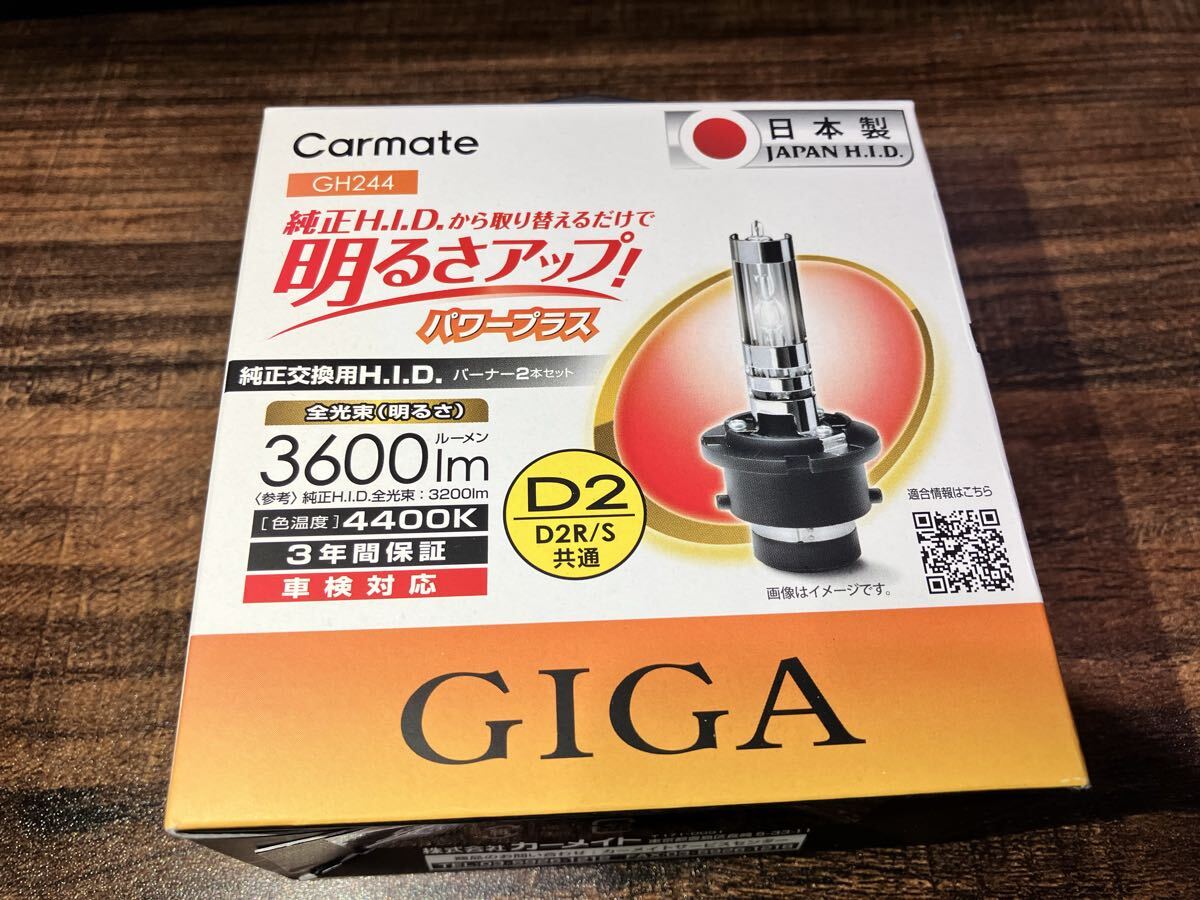 Carmate
日本製
JAPAN H.I.D.
GH244
純正H.I.D.から取り替えるだけで
明るさアップ!
パワープラス
純正交換用H.I.D. バーナー2本セット
全光束(明るさ)
3600lm ルーメン
〈参考〉純正H.I.D.全光束:3200lm
[色温度]4400K
3年間保証
車検対応
D2
D2R/S
共通
適合情報はこちら
画像はイメージです。
GIGA
株式会社 カーメイト